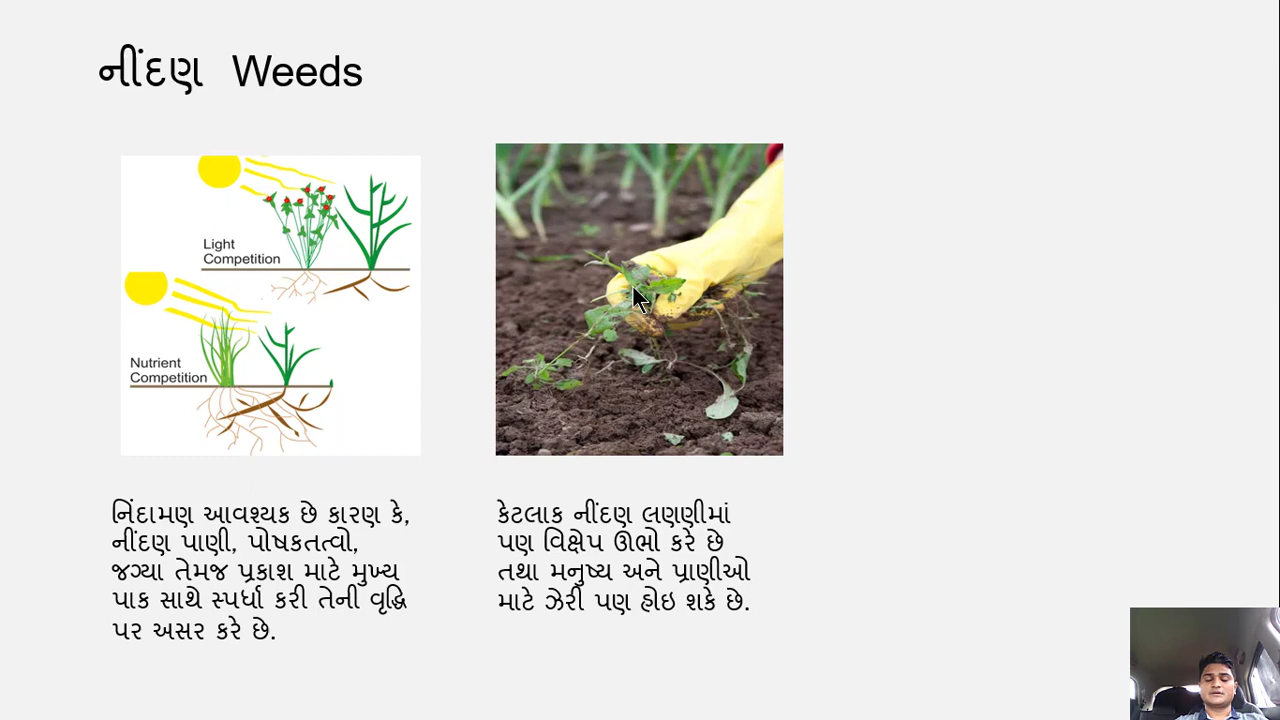 નીંદણ Weeds
Light
Competition
Nutrient
Competition
નિંદામણ આવશ્યક છે કારણ કે,
નીંદણ પાણી, પોષકતત્વો,
જગ્યા તેમજ પ્રકાશ માટે મુખ્ય
પાક સાથે સ્પર્ધા કરી તેની વૃદ્ધિ
પર અસર કરે છે.
કેટલાક નીંદણ લણણીમાં
પણ વિક્ષેપ ઊભો કરે છે
તથા મનુષ્ય અને પ્રાણીઓ
માટે ઝેરી પણ હોઇ શકે છે.